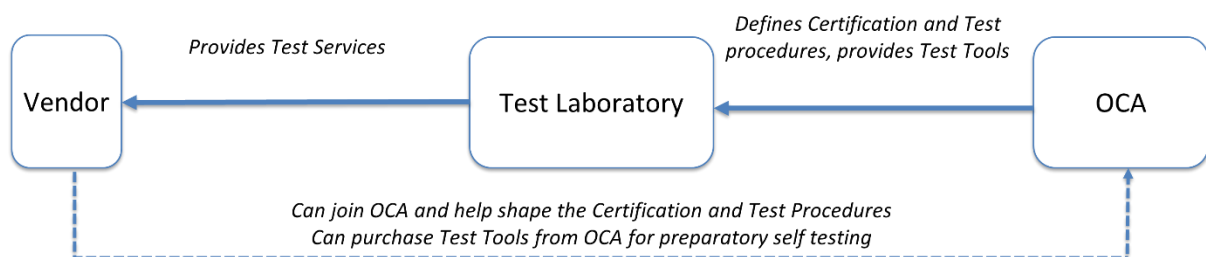 Provides Test Services
Defines Certification and Test
procedures, provides Test Tools
Vendor
Test Laboratory
OCA
Can join OCA and help shape the Certification and Test Procedures
Can purchase Test Tools from OCA for preparatory self testing